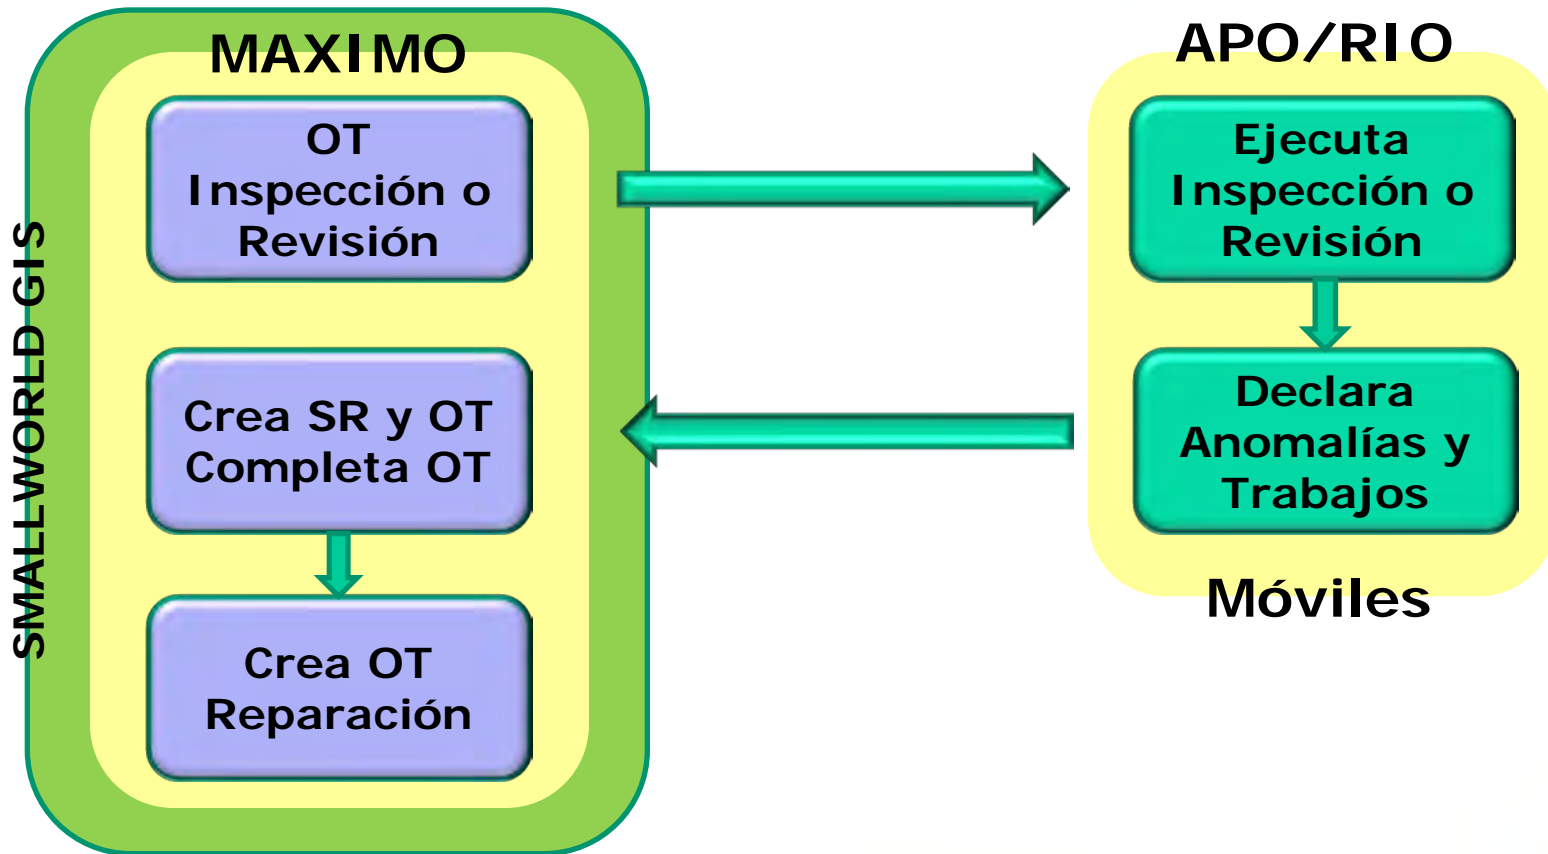 MAXIMO
OT
Inspección o
Revisión
Crea SR y OT
Completa OT
Crea OT
Reparación
SMALLWORLD GIS
APO/RIO
Ejecuta
Inspección o
Revisión
Declara
Anomalías y
Trabajos
Móviles